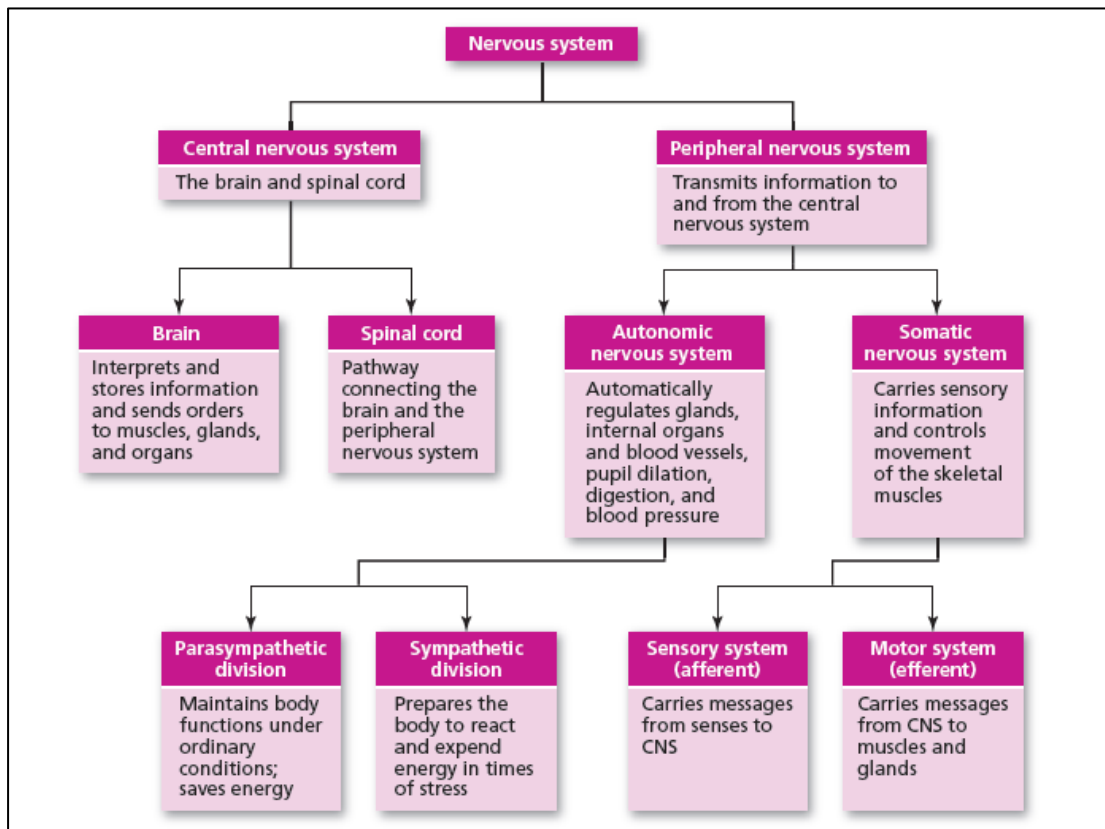 Nervous system
Central nervous system
The brain and spinal cord
Peripheral nervous system
Transmits information to
and from the central
nervous system
Brain
Interprets and
stores information
and sends orders
to muscles, glands,
and organs
Spinal cord
Pathway
connecting the
brain and the
peripheral
nervous system
Autonomic
nervous system
Automatically
regulates glands,
internal organs
and blood vessels,
pupil dilation,
digestion, and
blood pressure
Somatic
nervous system
Carries sensory
information
and controls
movement
of the skeletal
muscles
Parasympathetic
division
Maintains body
functions under
ordinary
conditions;
saves energy
Sympathetic
division
Prepares the
body to react
and expend
energy in times
of stress
Sensory system
(afferent)
Carries messages
from senses to
CNS
Motor system
(efferent)
Carries messages
from CNS to
muscles and
glands